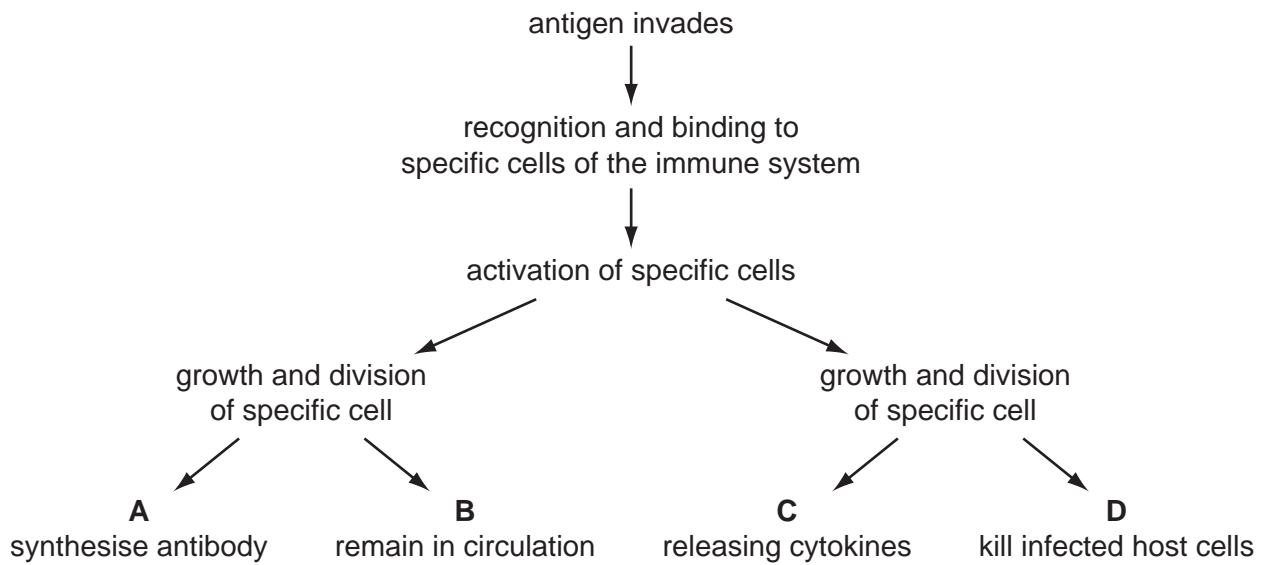 antigen invades
recognition and binding to
specific cells of the immune system
activation of specific cells
growth and division
of specific cell
growth and division
of specific cell
A
synthesise antibody
B
remain in circulation
C
releasing cytokines
D
kill infected host cells